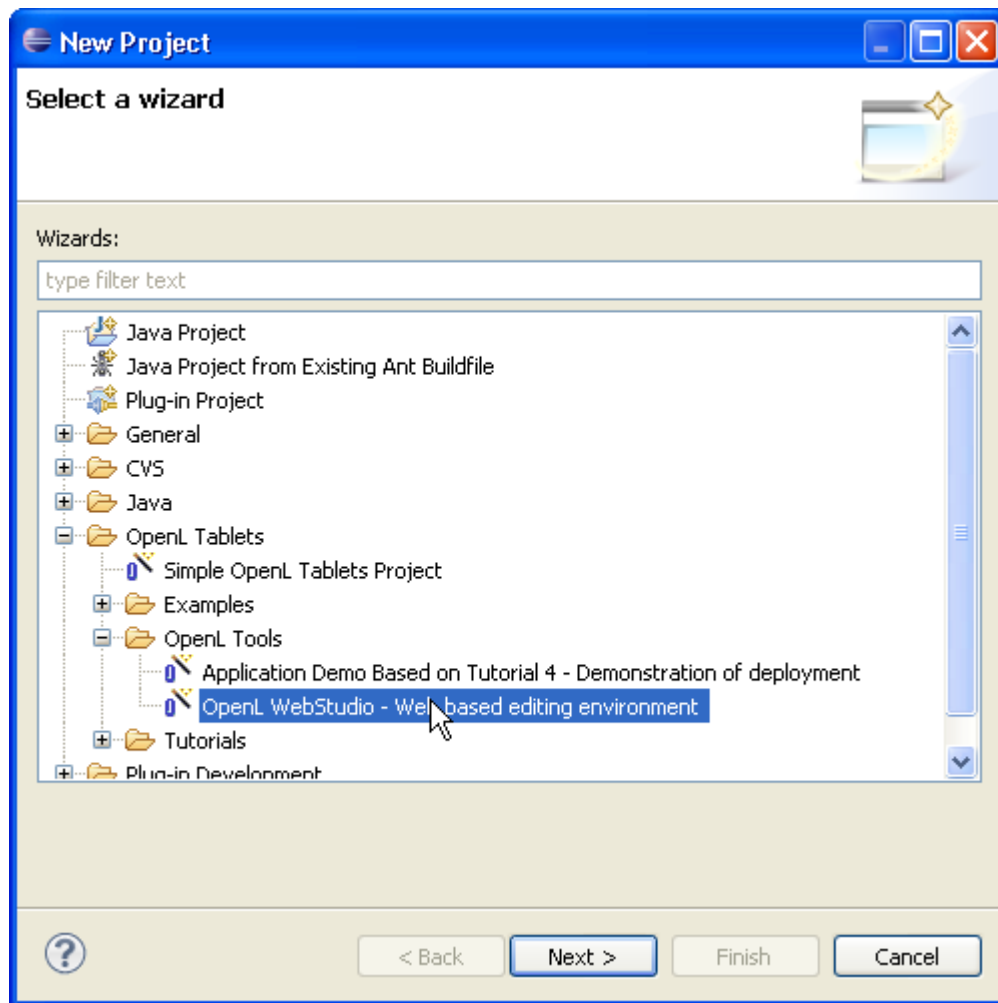 New Project
Select a wizard
Wizards:
type filter text
Java Project
Java Project from Existing Ant Buildfile
Plug-in Project
General
CVS
Java
OpenL Tablets
Simple OpenL Tablets Project
Examples
OpenL Tools
Application Demo Based on Tutorial 4 - Demonstration of deployment
OpenL WebStudio - Web based editing environment
Tutorials
Plug-in Development
< Back Next > Finish Cancel